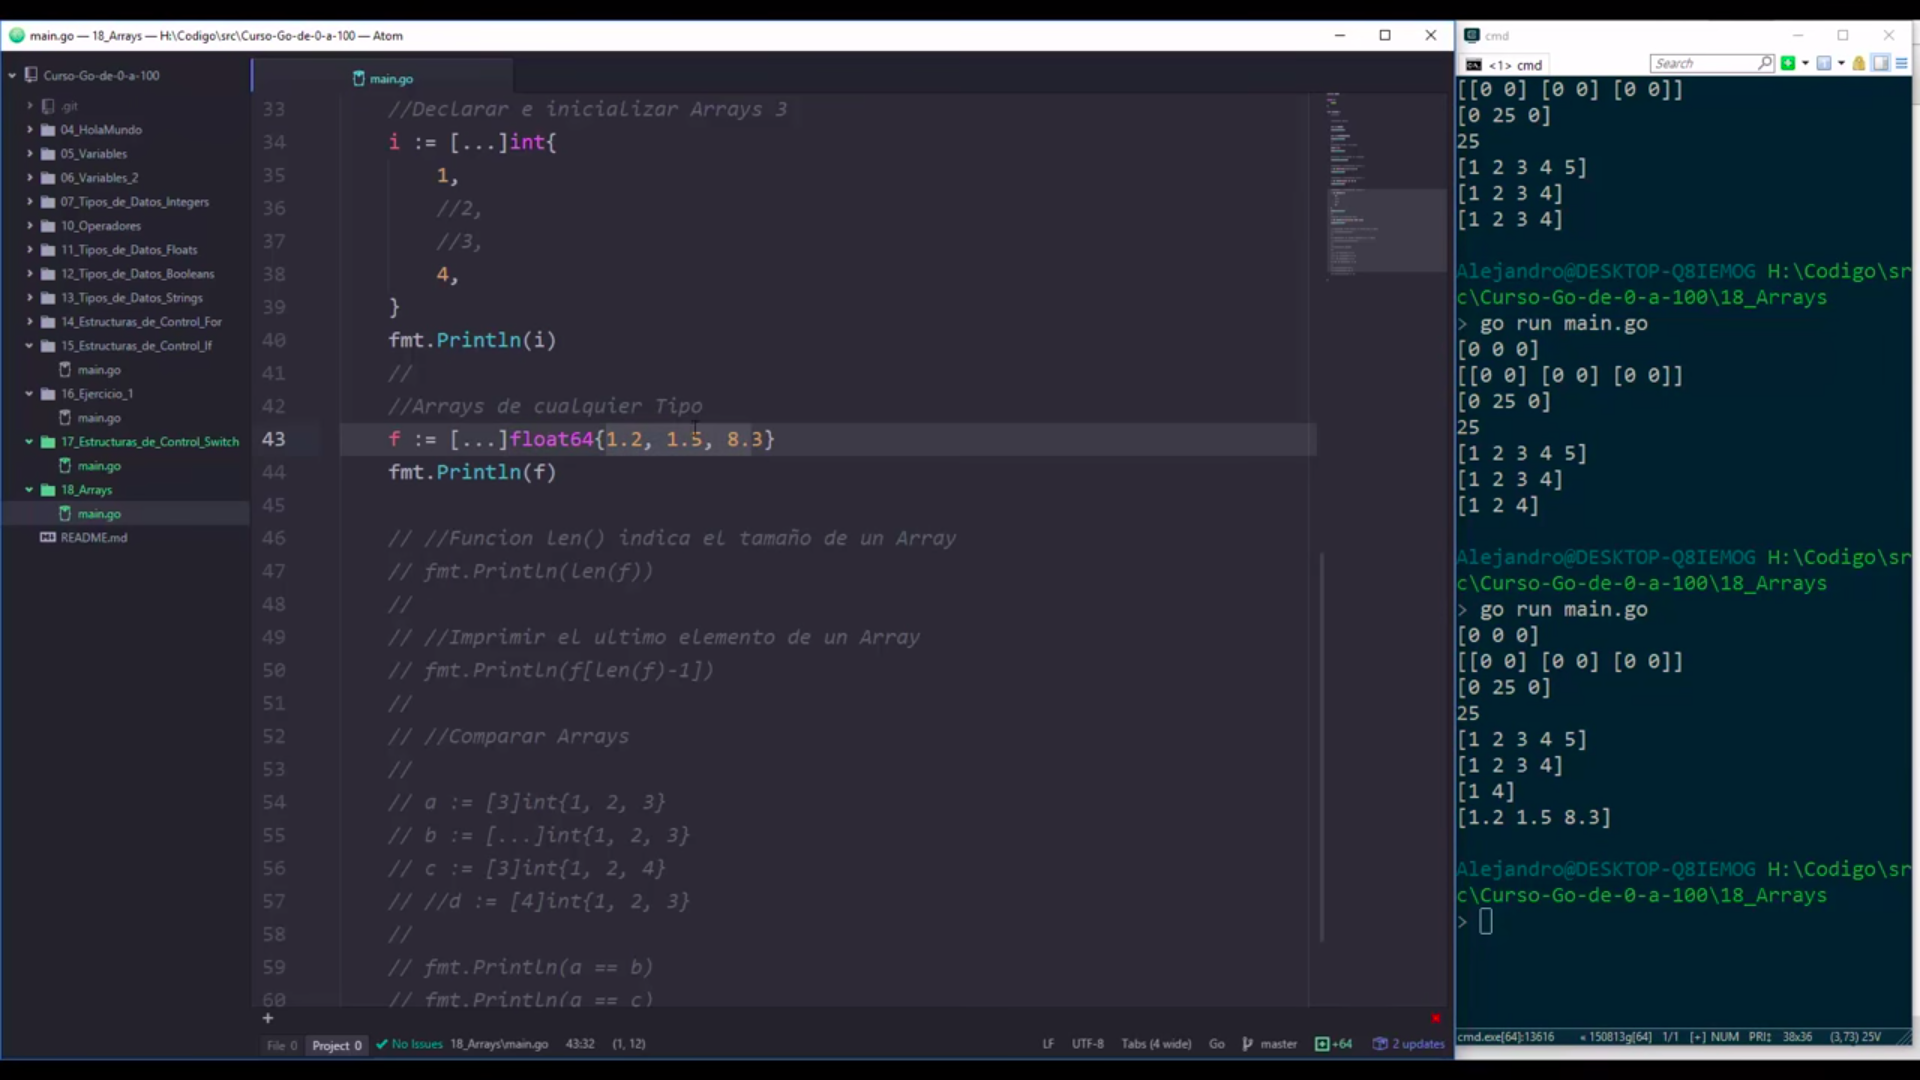 main.go — 18_Arrays — H:\Codigo\src\Curso-Go-de-0-a-100 — Atom
Curso-Go-de-0-a-100
.git
04_HolaMundo
05_Variables
06_Variables_2
07_Tipos_de_Datos_Integers
10_Operadores
11_Tipos_de_Datos_Floats
12_Tipos_de_Datos_Booleans
13_Tipos_de_Datos_Strings
14_Estructuras_de_Control_For
15_Estructuras_de_Control_If
main.go
16_Ejercicio_1
main.go
17_Estructuras_de_Control_Switch
main.go
18_Arrays
main.go
README.md
main.go
33 //Declarar e inicializar Arrays 3
34 i := [...]int{
35 1,
36 //2,
37 //3,
38 4,
39 }
40 fmt.Println(i)
41 //
42 //Arrays de cualquier Tipo
43 f := [...]float64{1.2, 1.5, 8.3}
44 fmt.Println(f)
45
46 // //Funcion len() indica el tamaño de un Array
47 // fmt.Println(len(f))
48 //
49 // //Imprimir el ultimo elemento de un Array
50 // fmt.Println(f[len(f)-1])
51 //
52 // //Comparar Arrays
53 //
54 // a := [3]int{1, 2, 3}
55 // b := [...]int{1, 2, 3}
56 // c := [3]int{1, 2, 4}
57 // //d := [4]int{1, 2, 3}
58 //
59 // fmt.Println(a == b)
60 // fmt.Println(a == c)
File 0 Project 0 No Issues 18_Arrays\main.go 43:32 (1, 12) LF UTF-8 Tabs (4 wide) Go master +64 2 updates
cmd
<1> cmd
Search
[[0 0] [0 0] [0 0]]
[0 25 0]
25
[1 2 3 4 5]
[1 2 3 4]
[1 2 3 4]
Alejandro@DESKTOP-Q8IEMOG H:\Codigo\sr
c\Curso-Go-de-0-a-100\18_Arrays
> go run main.go
[0 0 0]
[[0 0] [0 0] [0 0]]
[0 25 0]
25
[1 2 3 4 5]
[1 2 3 4]
[1 2 4]
Alejandro@DESKTOP-Q8IEMOG H:\Codigo\sr
c\Curso-Go-de-0-a-100\18_Arrays
> go run main.go
[0 0 0]
[[0 0] [0 0] [0 0]]
[0 25 0]
25
[1 2 3 4 5]
[1 2 3 4]
[1 4]
[1.2 1.5 8.3]
Alejandro@DESKTOP-Q8IEMOG H:\Codigo\sr
c\Curso-Go-de-0-a-100\18_Arrays
>
cmd.exe[64]:13616 « 150813g[64] 1/1 [+] NUM PRI↕ 38x36 (3,73) 25V